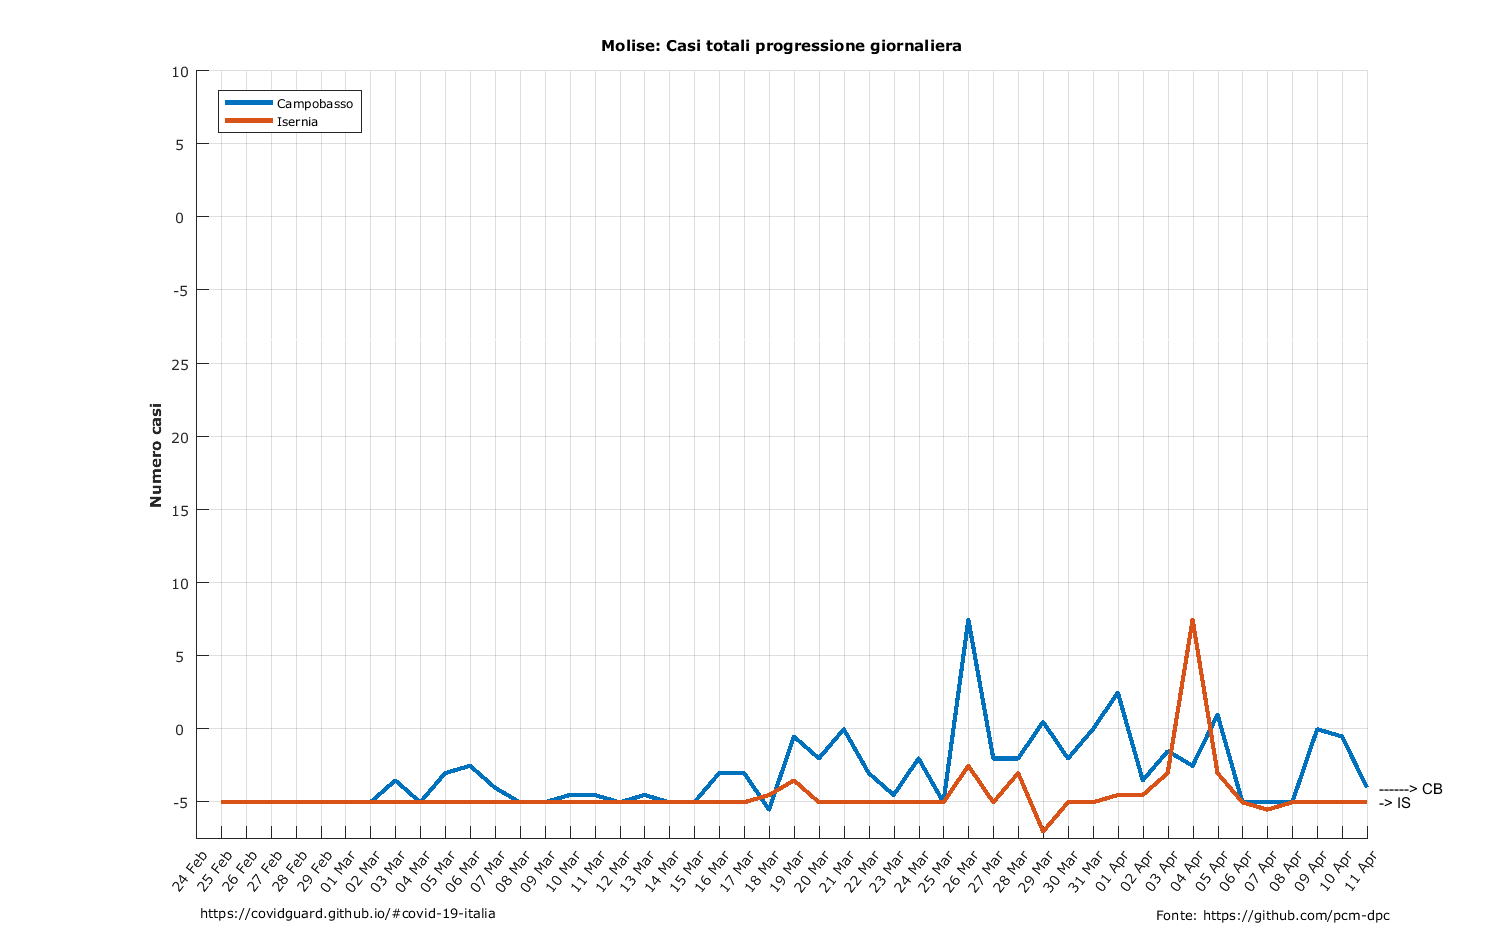 Molise: Casi totali progressione giornaliera
10
5
0
-5
25
20
15
10
5
0
-5
Numero casi
Campobasso
Isernia
------> CB
-> IS
24 Feb
25 Feb
26 Feb
27 Feb
28 Feb
29 Feb
01 Mar
02 Mar
03 Mar
04 Mar
05 Mar
06 Mar
07 Mar
08 Mar
09 Mar
10 Mar
11 Mar
12 Mar
13 Mar
14 Mar
15 Mar
16 Mar
17 Mar
18 Mar
19 Mar
20 Mar
21 Mar
22 Mar
23 Mar
24 Mar
25 Mar
26 Mar
27 Mar
28 Mar
29 Mar
30 Mar
31 Mar
01 Apr
02 Apr
03 Apr
04 Apr
05 Apr
06 Apr
07 Apr
08 Apr
09 Apr
10 Apr
11 Apr
https://covidguard.github.io/#covid-19-italia
Fonte: https://github.com/pcm-dpc